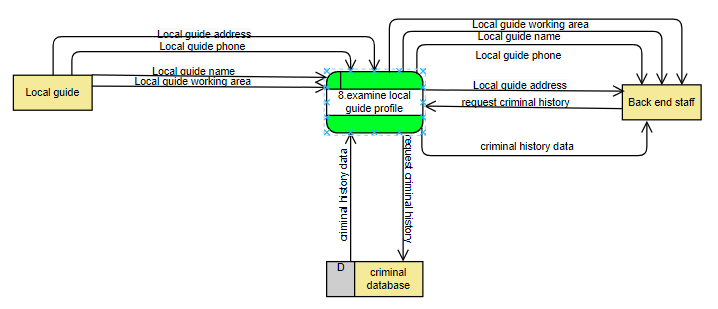 Local guide working area
Local guide address
Local guide name
Local guide phone
Local guide phone
Local guide name
Local guide working area
Local guide
8.examine local
guide profile
Local guide address
request criminal history
Back end staff
criminal history data
criminal history data
request criminal history
D
criminal
database